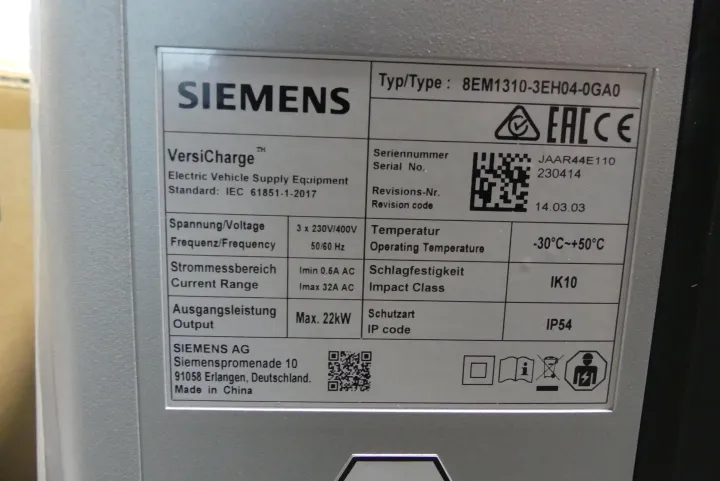 SIEMENS
Typ/Type : 8EM1310-3EH04-0GA0
EAC CE
VersiCharge™
Electric Vehicle Supply Equipment
Standard: IEC 61851-1-2017
Seriennummer
Serial No.
JAAR44E110
230414
Revisions-Nr.
Revision code
14.03.03
Spannung/Voltage
Frequenz/Frequency
3 x 230V/400V
50/60 Hz
Temperatur
Operating Temperature
-30°C~+50°C
Strommessbereich
Current Range
Imin 0.6A AC
Imax 32A AC
Schlagfestigkeit
Impact Class
IK10
Ausgangsleistung
Output
Max. 22kW
Schutzart
IP code
IP54
SIEMENS AG
Siemenspromenade 10
91058 Erlangen, Deutschland.
Made in China